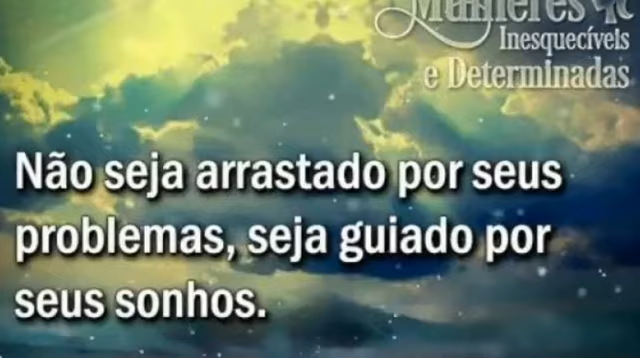 Mulheres
Inesquecíveis
e Determinadas
Não seja arrastado por seus
problemas, seja guiado por
seus sonhos.